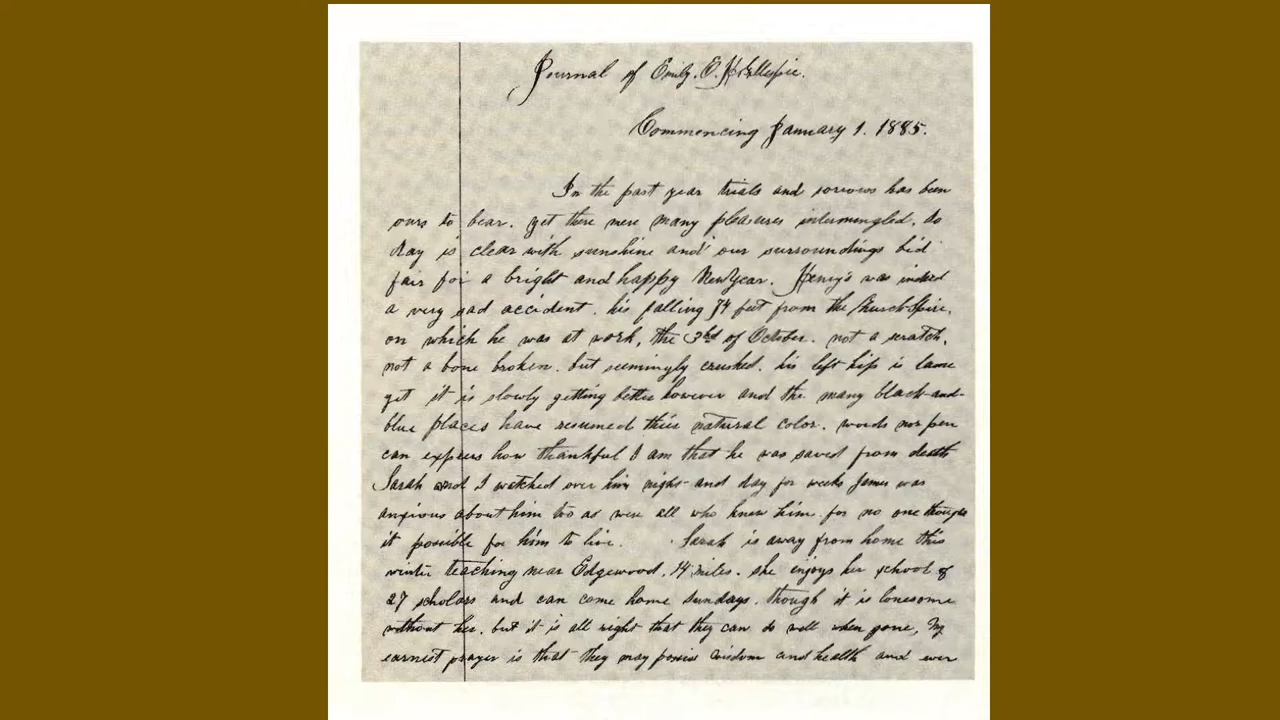 Journal of Emily. E. H. Gillespie.
Commencing January 1. 1885.
In the past year trials and sorrows has been
ours to bear. yet there were many pleasures intermingled. to
day is clear with sunshine and our surroundings bid
fair for a bright and happy New Year. Henry's was indeed
a very sad accident. his falling 74 feet from the Church-Spire.
on which he was at work, the 3rd of October. not a scratch.
not a bone broken. but seemingly crushed. his left hip is lame
yet it is slowly getting better however and the many black-and-
blue places have resumed their natural color. words nor pen
can express how thankful I am that he was saved from death
Sarah and I watched over him night-and day for weeks James was
anxious about him too as were all who knew him. for no one thought
it possible for him to live. Sarah is away from home this
winter teaching near Edgewood. 14 miles. she enjoys her school of
27 scholars and can come home Sundays. though it is lonesome
without her. but it is all right that they can do well when gone, My
earnest prayer is that they may possess wisdom and health and ever